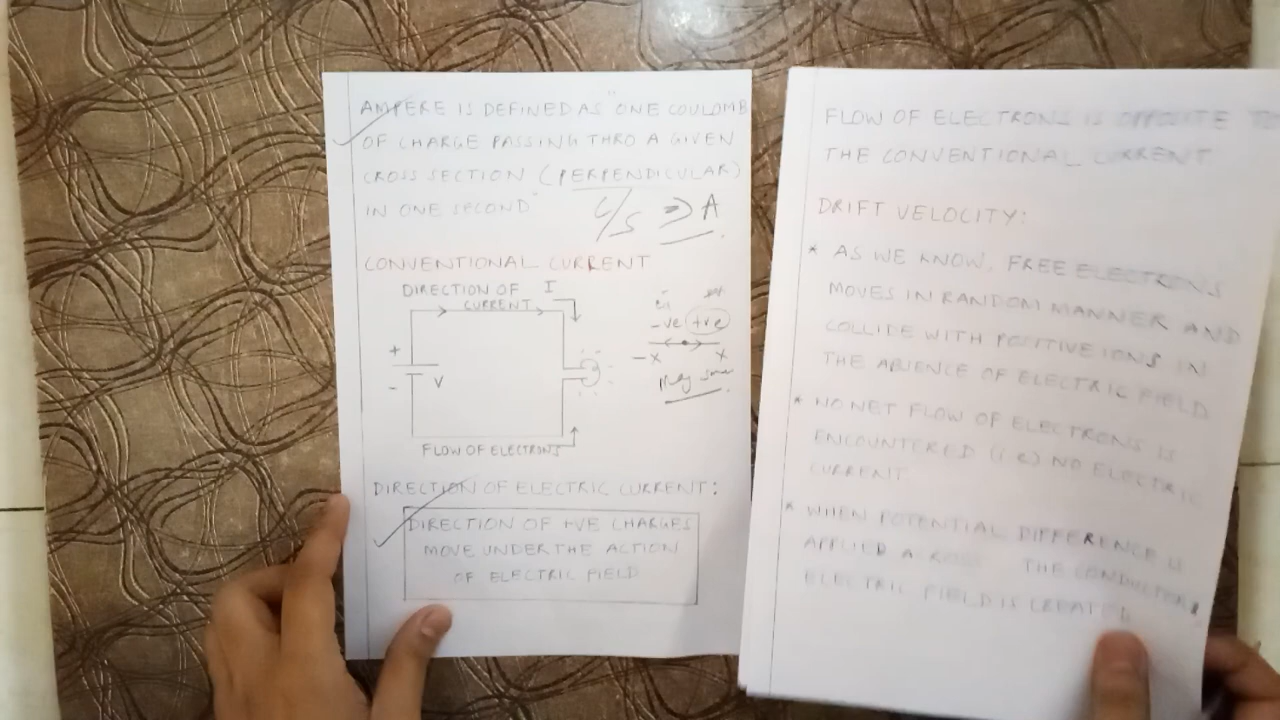 AMPERE IS DEFINED AS "ONE COULOMB
OF CHARGE PASSING THRO A GIVEN
CROSS SECTION (PERPENDICULAR)
IN ONE SECOND"
C/S ⇒ A
CONVENTIONAL CURRENT
DIRECTION OF I
CURRENT
-ve +ve
+
-x x
- V
FLOW OF ELECTRONS
DIRECTION OF ELECTRIC CURRENT:
DIRECTION OF +VE CHARGES
MOVE UNDER THE ACTION
OF ELECTRIC FIELD
FLOW OF ELECTRONS IS OPPOSITE TO
THE CONVENTIONAL CURRENT
DRIFT VELOCITY:
* AS WE KNOW, FREE ELECTRONS
MOVES IN RANDOM MANNER AND
COLLIDE WITH POSITIVE IONS IN
THE ABSENCE OF ELECTRIC FIELD
* NO NET FLOW OF ELECTRONS IS
ENCOUNTERED (i e) NO ELECTRIC
CURRENT
* WHEN POTENTIAL DIFFERENCE IS
APPLIED A ROSS THE CONDUCTOR,
ELECTRIC FIELD IS CREATED